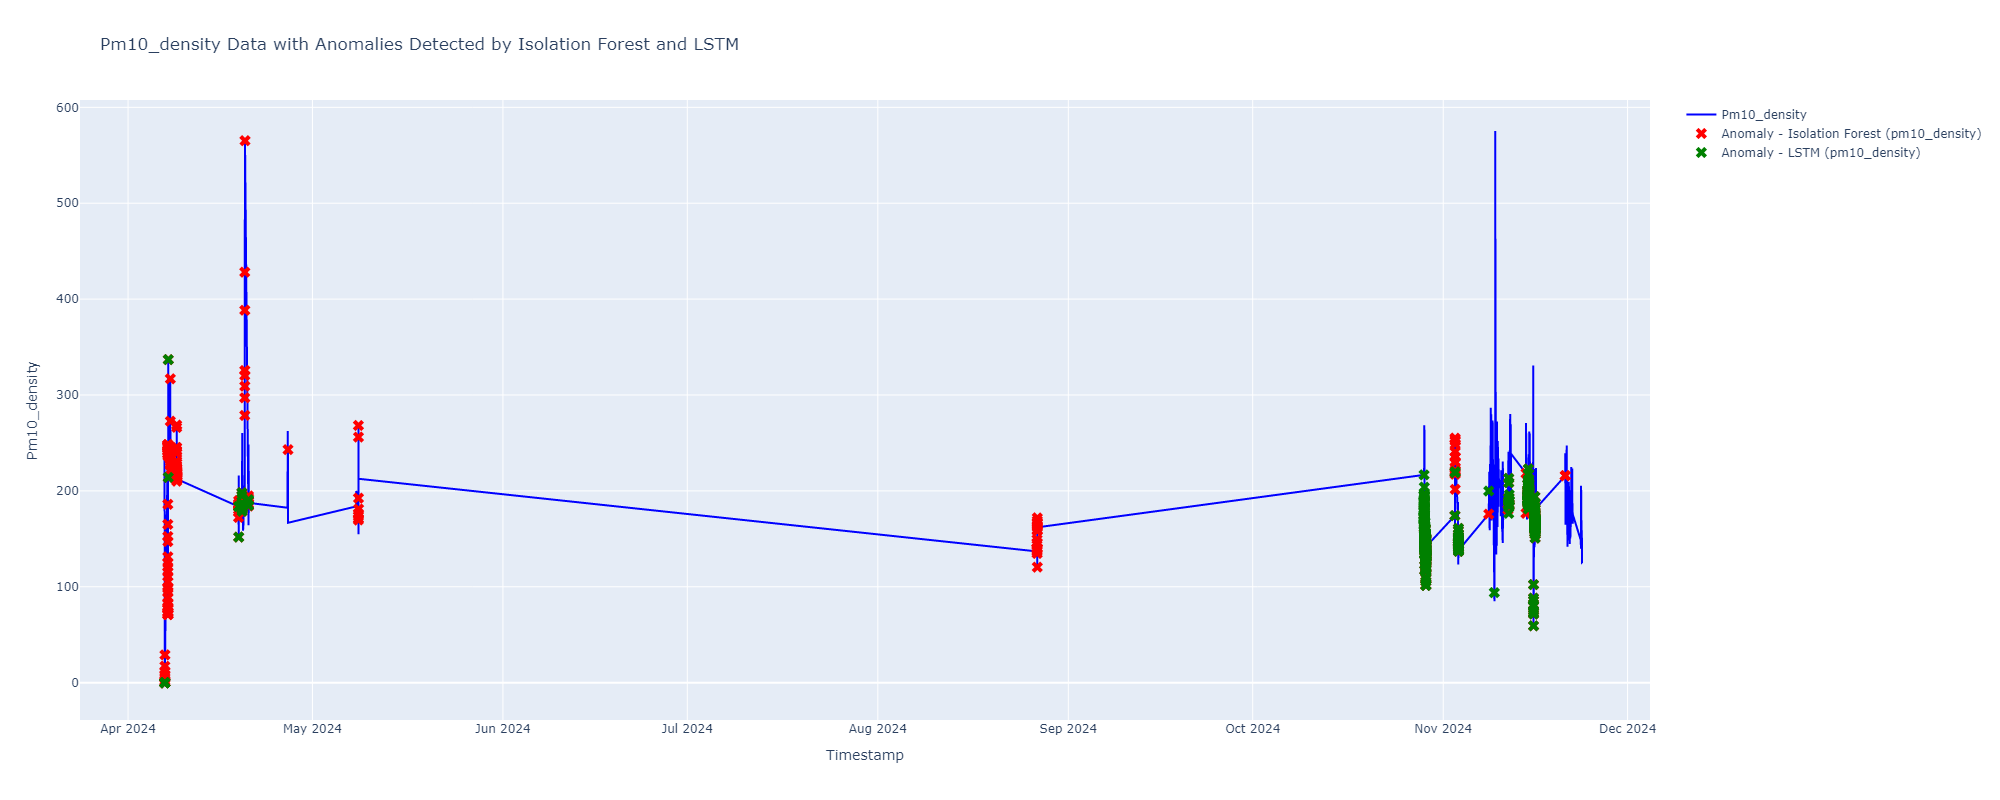 Pm10_density Data with Anomalies Detected by Isolation Forest and LSTM
Pm10_density
Anomaly - Isolation Forest (pm10_density)
Anomaly - LSTM (pm10_density)
600
500
400
300
200
100
0
Pm10_density
Apr 2024 May 2024 Jun 2024 Jul 2024 Aug 2024 Sep 2024 Oct 2024 Nov 2024 Dec 2024
Timestamp